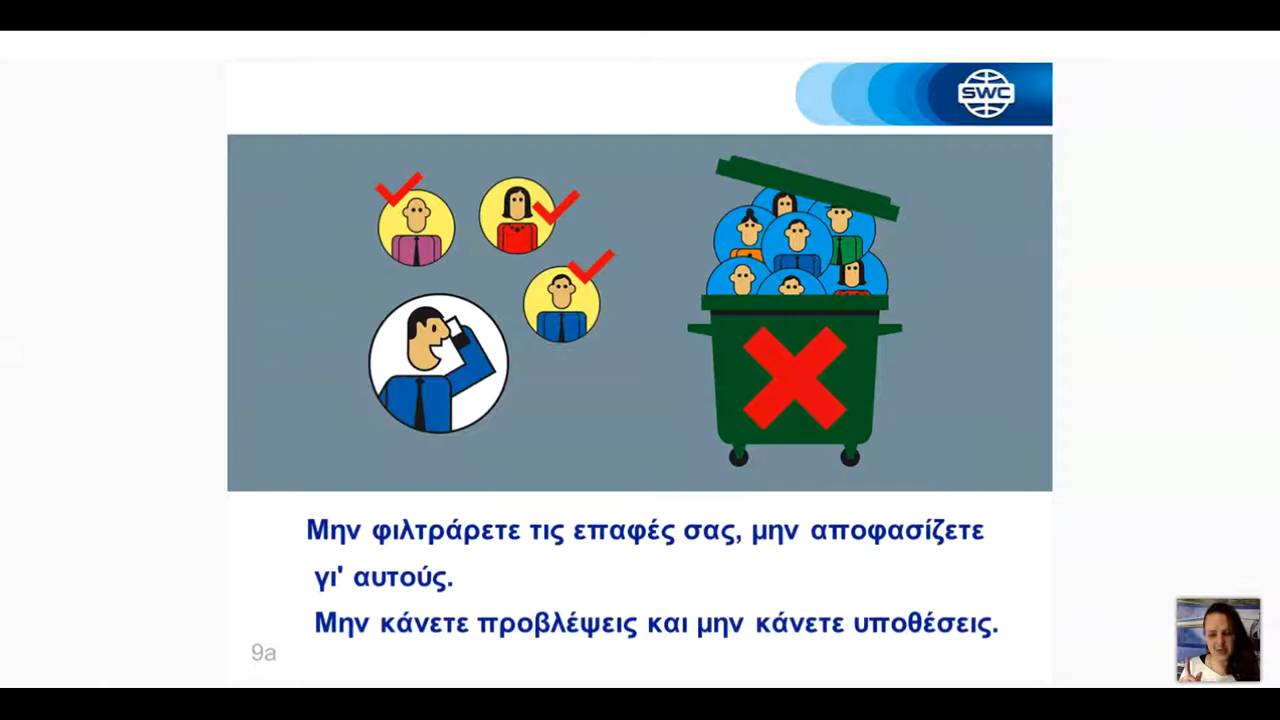 SWC
Μην φιλτράρετε τις επαφές σας, μην αποφασίζετε
γι' αυτούς.
Μην κάνετε προβλέψεις και μην κάνετε υποθέσεις.
9a